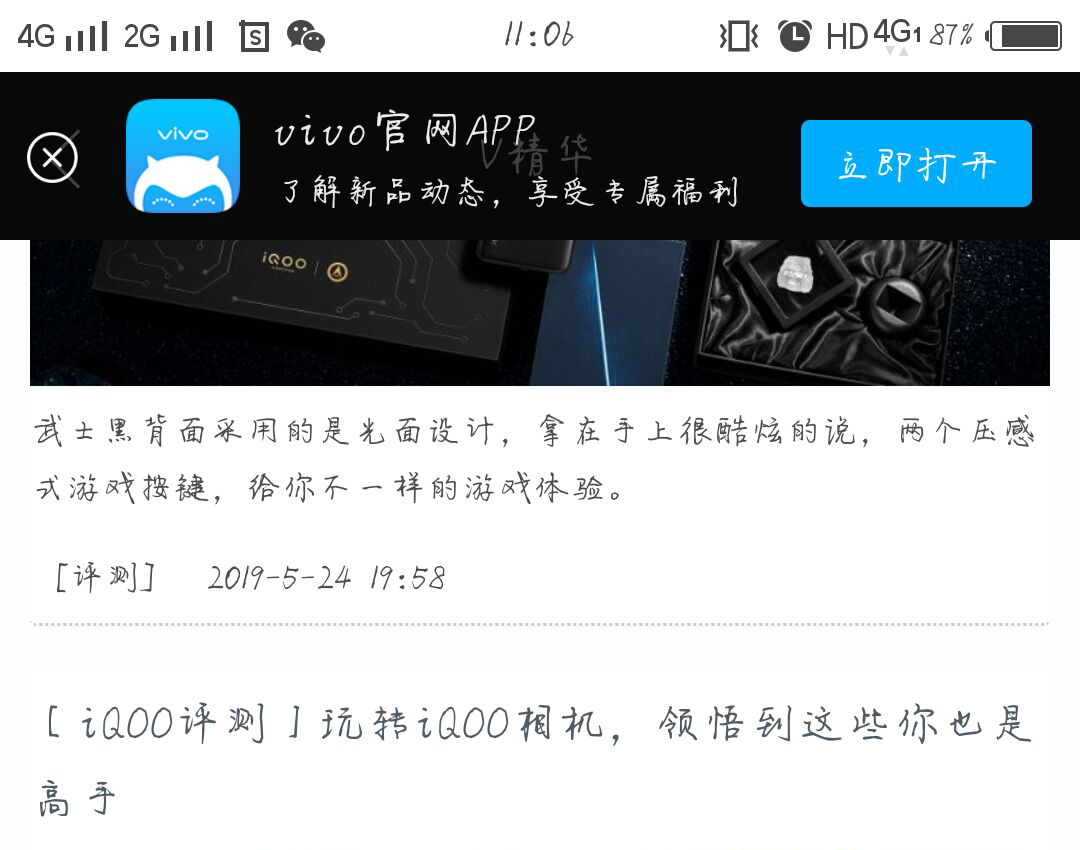 4G 2G S 11:06 HD 4G1 87%
vivo
vivo官网APP
V精华
了解新品动态，享受专属福利
立即打开
iQOO
武士黑背面采用的是光面设计，拿在手上很酷炫的说，两个压感
式游戏按键，给你不一样的游戏体验。
[评测] 2019-5-24 19:58
[iQOO评测]玩转iQOO相机，领悟到这些你也是
高手